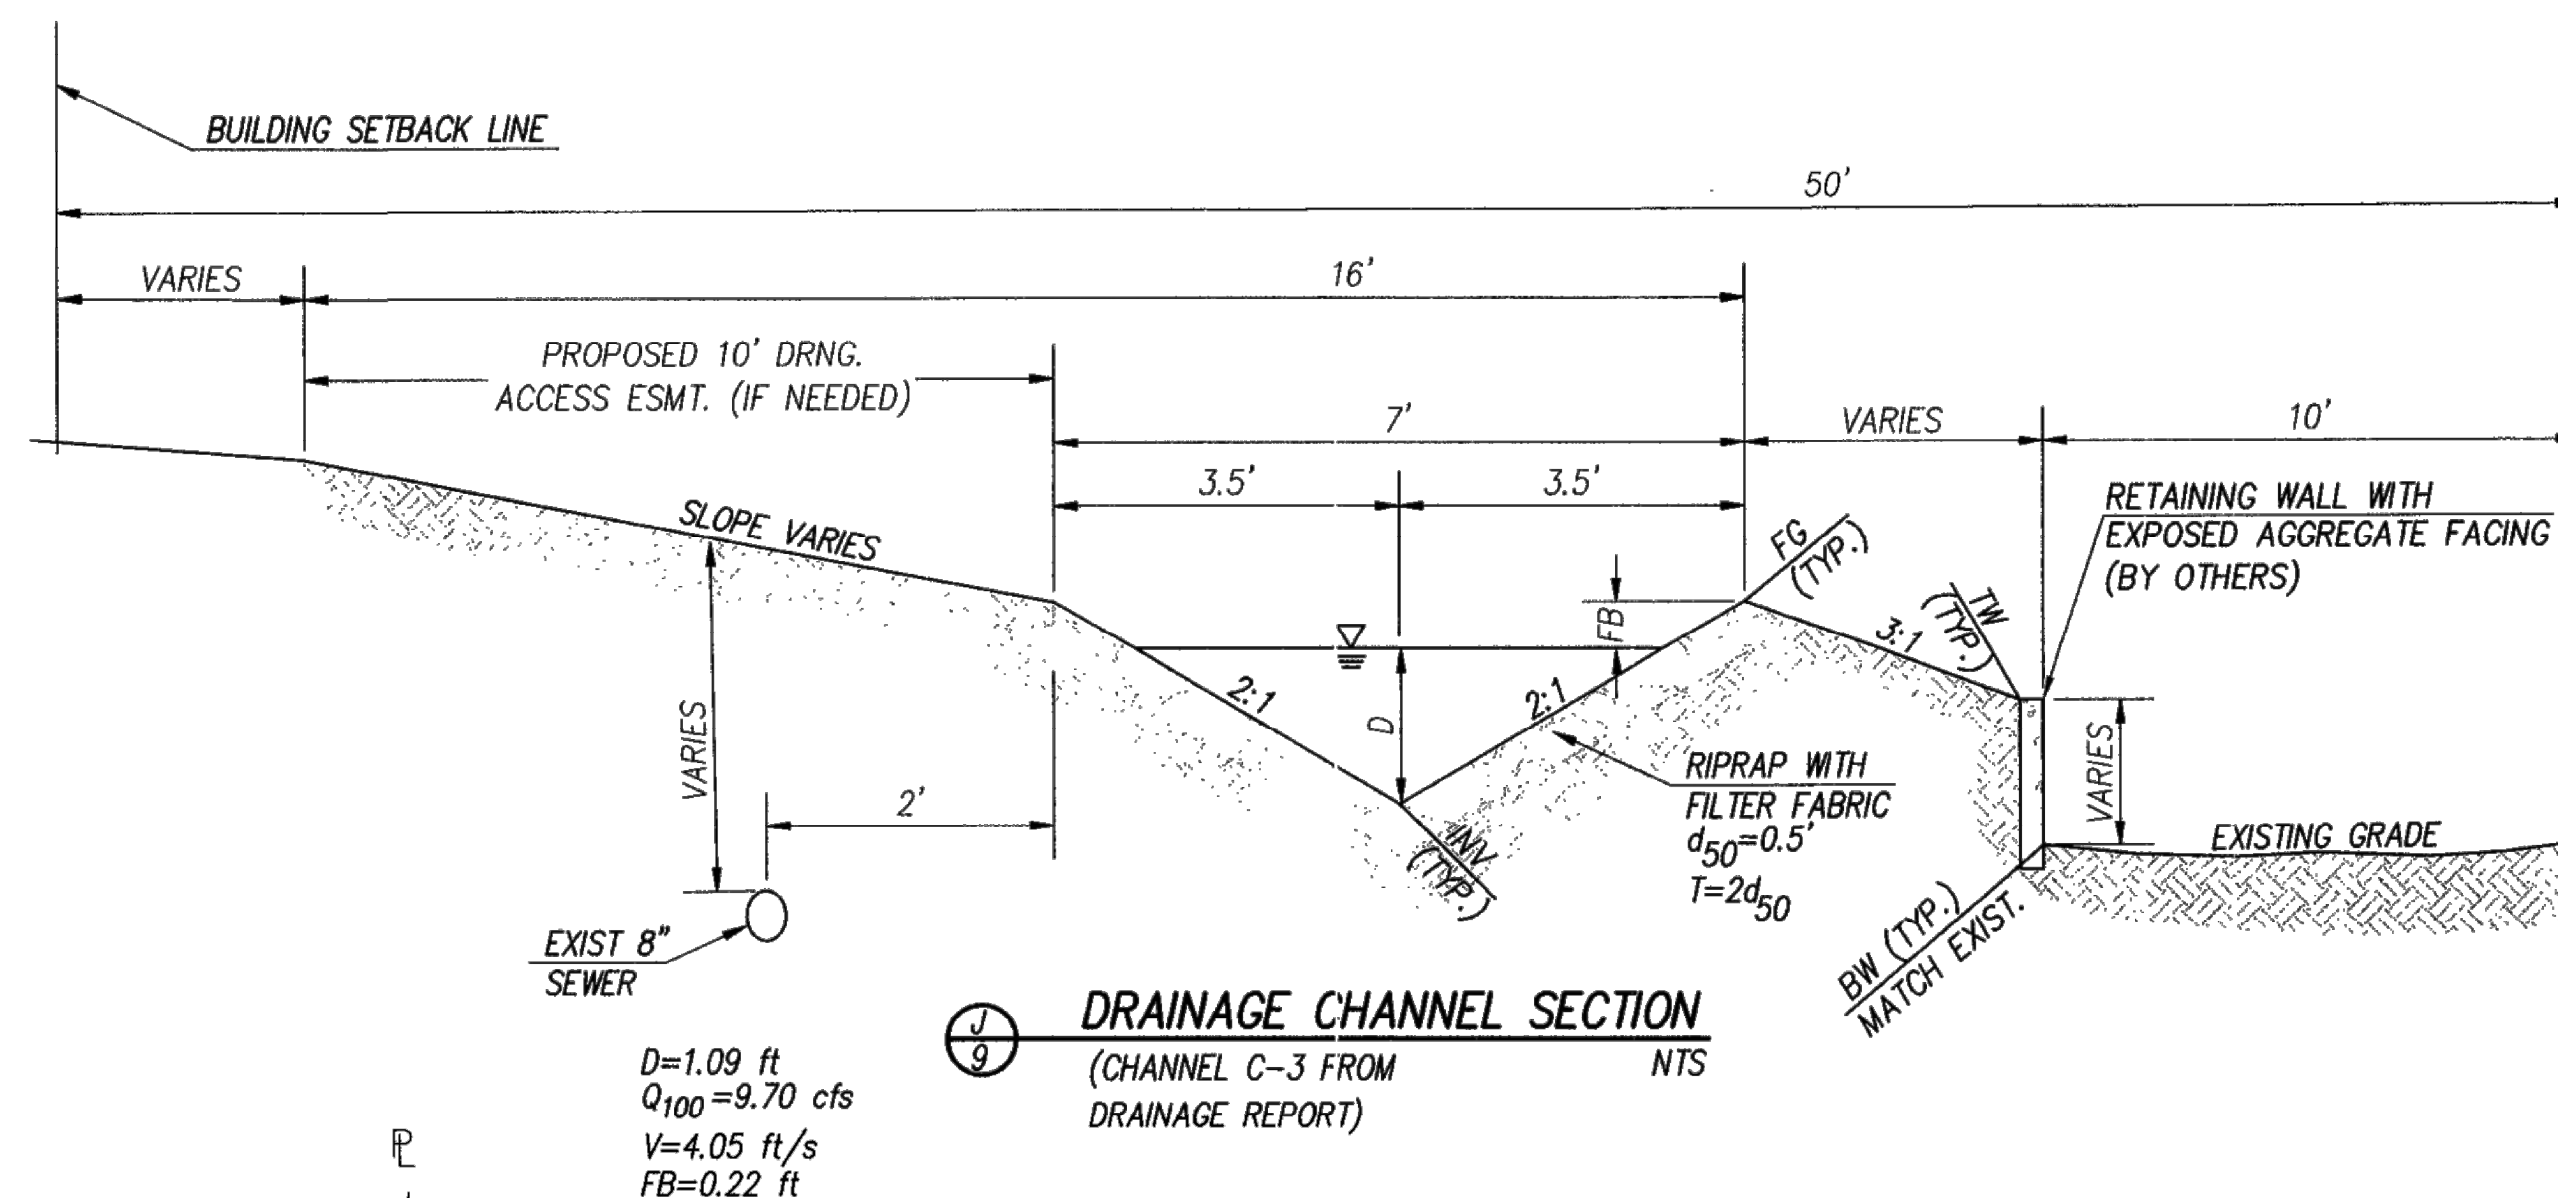 BUILDING SETBACK LINE
50'
VARIES
16'
PROPOSED 10' DRNG.
ACCESS ESMT. (IF NEEDED)
7'
VARIES
10'
3.5'
3.5'
SLOPE VARIES
FG
(TYP.)
RETAINING WALL WITH
EXPOSED AGGREGATE FACING
(BY OTHERS)
TW
(TYP.)
FB
3:1
2:1
D
2:1
VARIES
2'
RIPRAP WITH
FILTER FABRIC
d50=0.5'
T=2d50
VARIES
EXISTING GRADE
INV
(TYP.)
BW (TYP.)
MATCH EXIST.
EXIST 8"
SEWER
J
9
DRAINAGE CHANNEL SECTION
(CHANNEL C-3 FROM
DRAINAGE REPORT)
NTS
D=1.09 ft
Q100=9.70 cfs
V=4.05 ft/s
FB=0.22 ft
PL